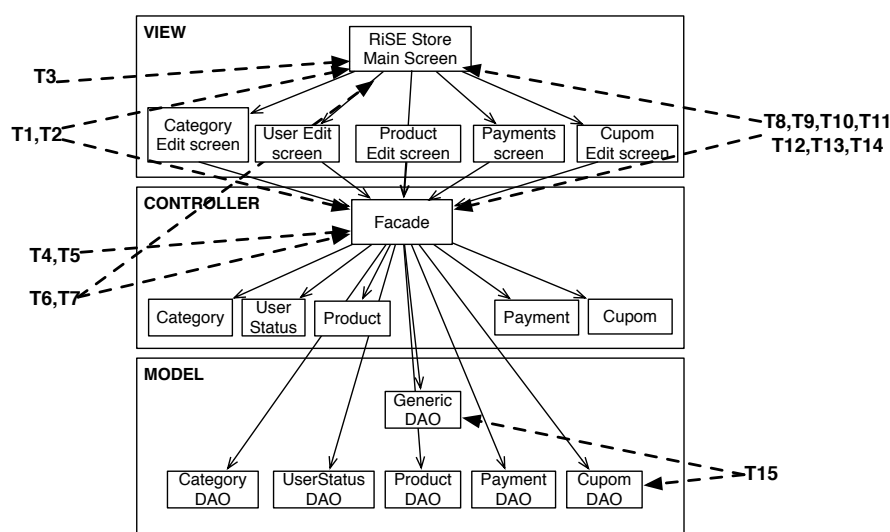 VIEW
RiSE Store
Main Screen
T3
T1,T2
Category
Edit screen
User Edit
screen
Product
Edit screen
Payments
screen
Cupom
Edit screen
T8,T9,T10,T11
T12,T13,T14
CONTROLLER
Facade
T4,T5
T6,T7
Category
User
Status
Product
Payment
Cupom
MODEL
Generic
DAO
Category
DAO
UserStatus
DAO
Product
DAO
Payment
DAO
Cupom
DAO
T15